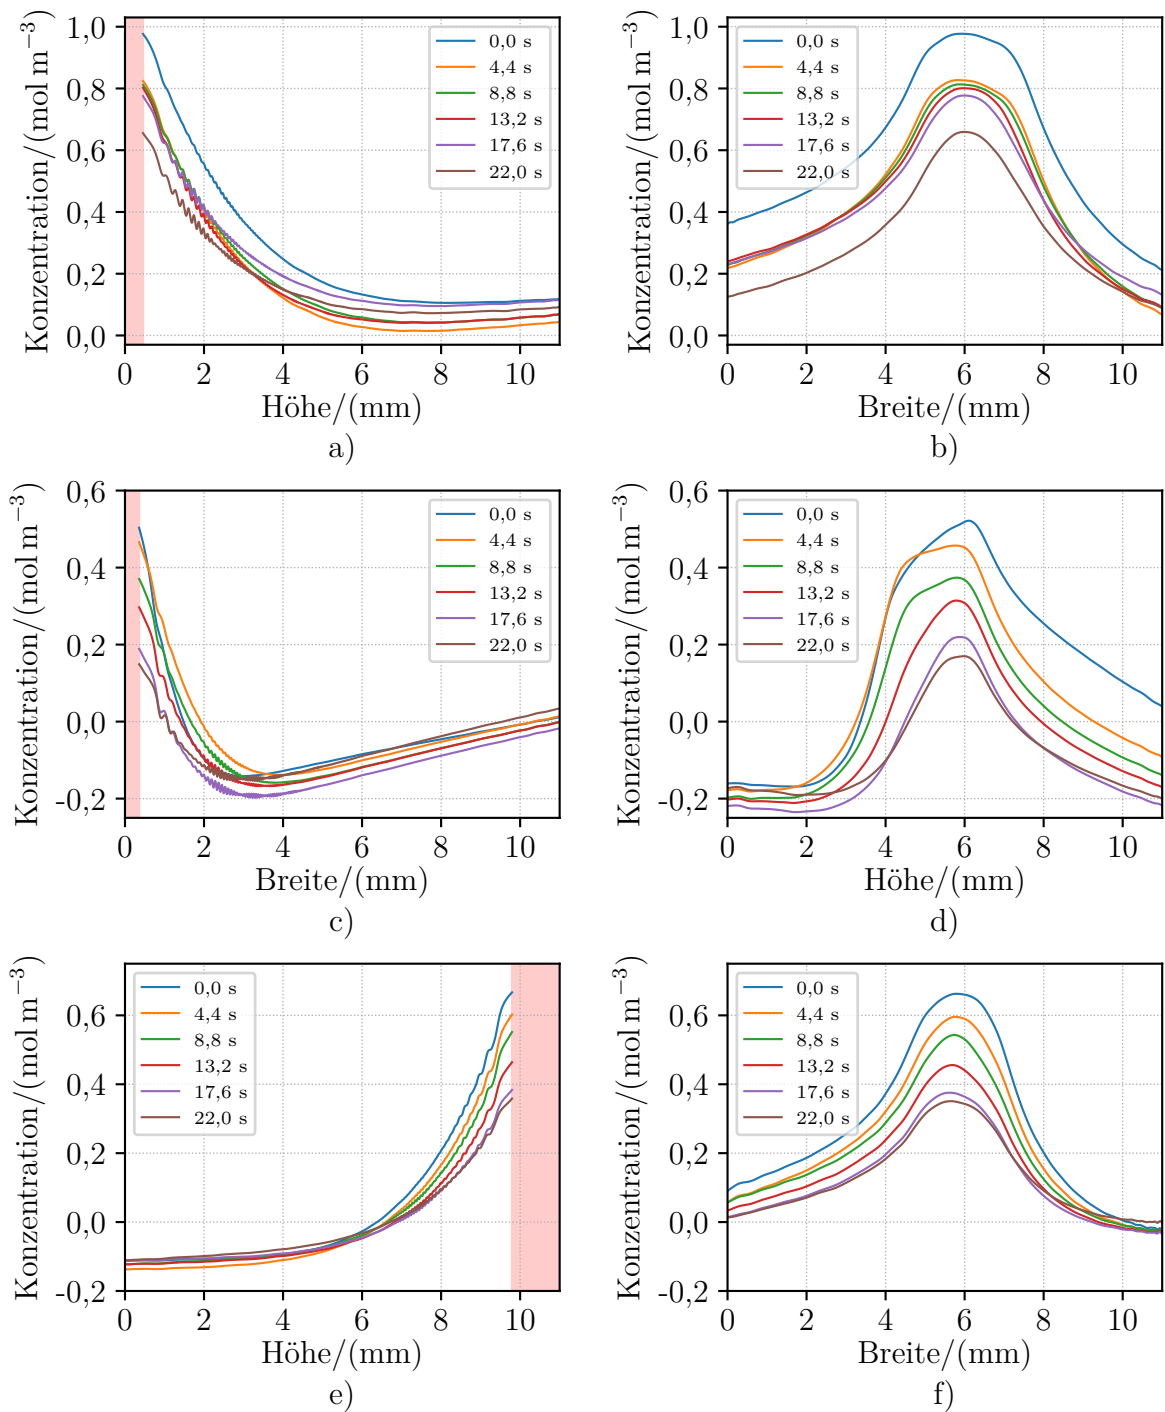 Konzentration/(mol m⁻³)
1,0
0,8
0,6
0,4
0,2
0,0
0,0 s
4,4 s
8,8 s
13,2 s
17,6 s
22,0 s
0 2 4 6 8 10
Höhe/(mm)
a)
Konzentration/(mol m⁻³)
1,0
0,8
0,6
0,4
0,2
0,0
0,0 s
4,4 s
8,8 s
13,2 s
17,6 s
22,0 s
0 2 4 6 8 10
Breite/(mm)
b)
Konzentration/(mol m⁻³)
0,6
0,4
0,2
0,0
-0,2
0,0 s
4,4 s
8,8 s
13,2 s
17,6 s
22,0 s
0 2 4 6 8 10
Breite/(mm)
c)
Konzentration/(mol m⁻³)
0,6
0,4
0,2
0,0
-0,2
0,0 s
4,4 s
8,8 s
13,2 s
17,6 s
22,0 s
0 2 4 6 8 10
Höhe/(mm)
d)
Konzentration/(mol m⁻³)
0,6
0,4
0,2
0,0
-0,2
0,0 s
4,4 s
8,8 s
13,2 s
17,6 s
22,0 s
0 2 4 6 8 10
Höhe/(mm)
e)
Konzentration/(mol m⁻³)
0,6
0,4
0,2
0,0
-0,2
0,0 s
4,4 s
8,8 s
13,2 s
17,6 s
22,0 s
0 2 4 6 8 10
Breite/(mm)
f)